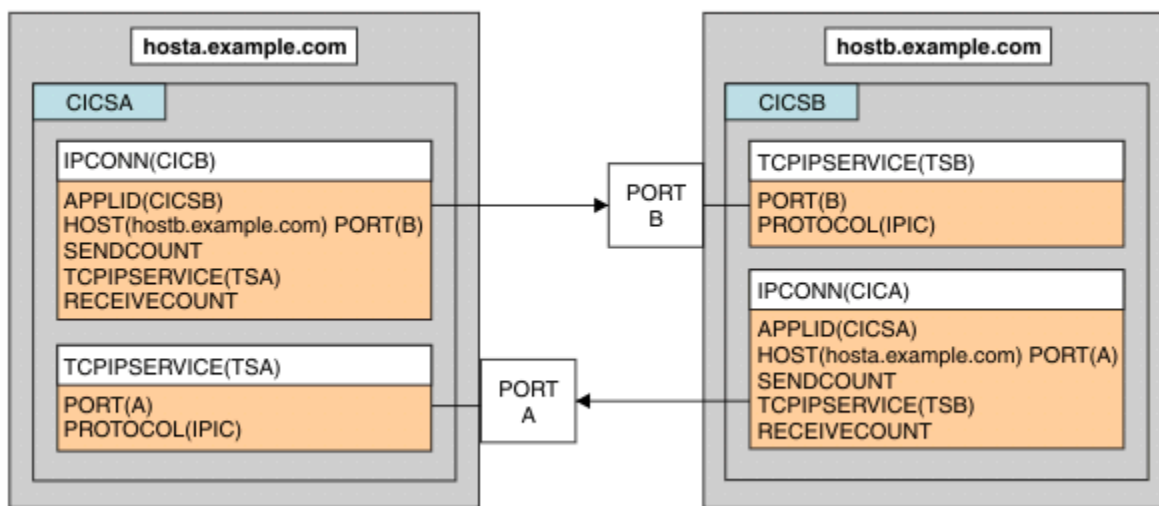 hosta.example.com
CICSA
IPCONN(CICB)
APPLID(CICSB)
HOST(hostb.example.com) PORT(B)
SENDCOUNT
TCPIPSERVICE(TSA)
RECEIVECOUNT
TCPIPSERVICE(TSA)
PORT(A)
PROTOCOL(IPIC)
PORT
B
PORT
A
hostb.example.com
CICSB
TCPIPSERVICE(TSB)
PORT(B)
PROTOCOL(IPIC)
IPCONN(CICA)
APPLID(CICSA)
HOST(hosta.example.com) PORT(A)
SENDCOUNT
TCPIPSERVICE(TSB)
RECEIVECOUNT